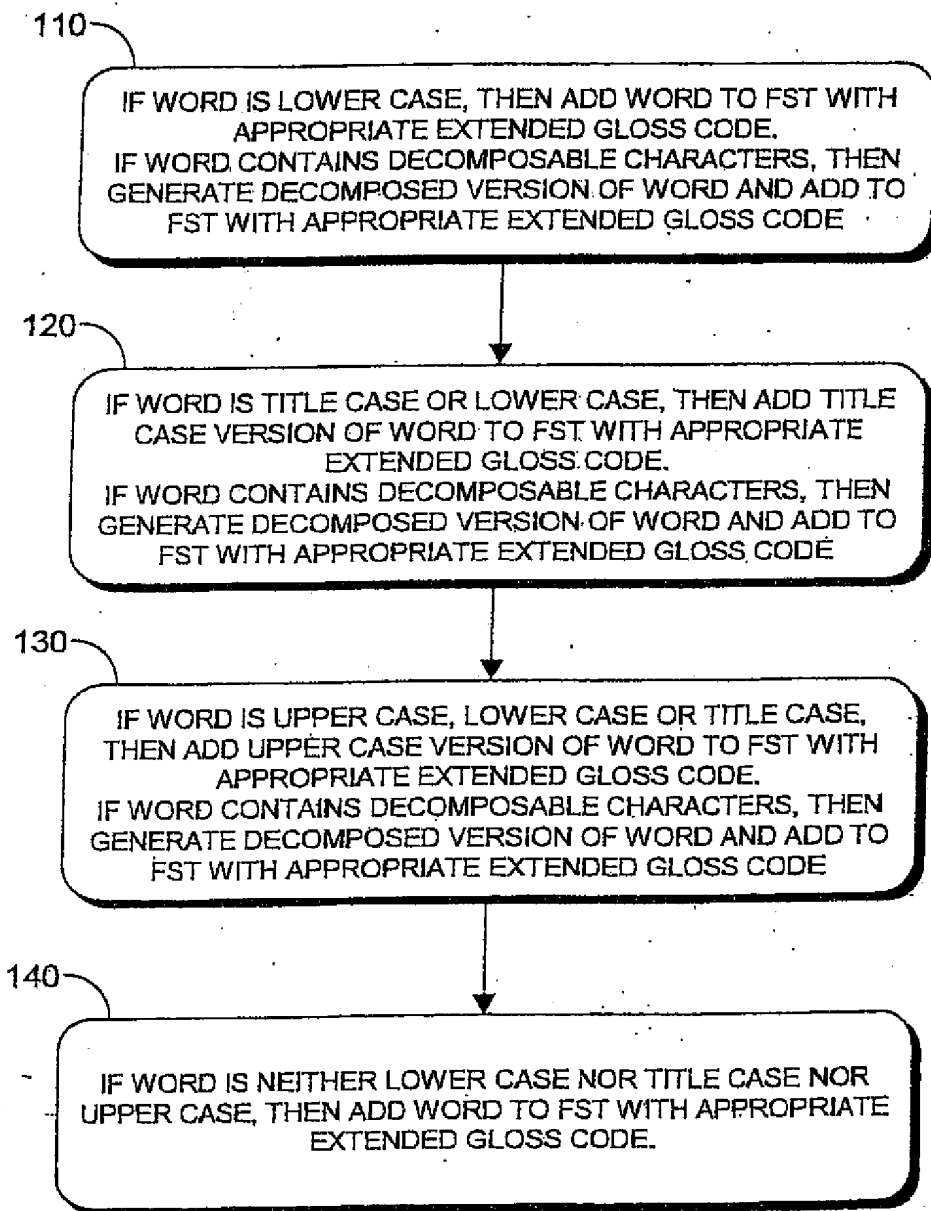 110
IF WORD IS LOWER CASE, THEN ADD WORD TO FST WITH
APPROPRIATE EXTENDED GLOSS CODE.
IF WORD CONTAINS DECOMPOSABLE CHARACTERS, THEN
GENERATE DECOMPOSED VERSION OF WORD AND ADD TO
FST WITH APPROPRIATE EXTENDED GLOSS CODE
120
IF WORD IS TITLE CASE OR LOWER CASE, THEN ADD TITLE
CASE VERSION OF WORD TO FST WITH APPROPRIATE
EXTENDED GLOSS CODE.
IF WORD CONTAINS DECOMPOSABLE CHARACTERS, THEN
GENERATE DECOMPOSED VERSION OF WORD AND ADD TO
FST WITH APPROPRIATE EXTENDED GLOSS CODE
130
IF WORD IS UPPER CASE, LOWER CASE OR TITLE CASE,
THEN ADD UPPER CASE VERSION OF WORD TO FST WITH
APPROPRIATE EXTENDED GLOSS CODE.
IF WORD CONTAINS DECOMPOSABLE CHARACTERS, THEN
GENERATE DECOMPOSED VERSION OF WORD AND ADD TO
FST WITH APPROPRIATE EXTENDED GLOSS CODE
140
IF WORD IS NEITHER LOWER CASE NOR TITLE CASE NOR
UPPER CASE, THEN ADD WORD TO FST WITH APPROPRIATE
EXTENDED GLOSS CODE.